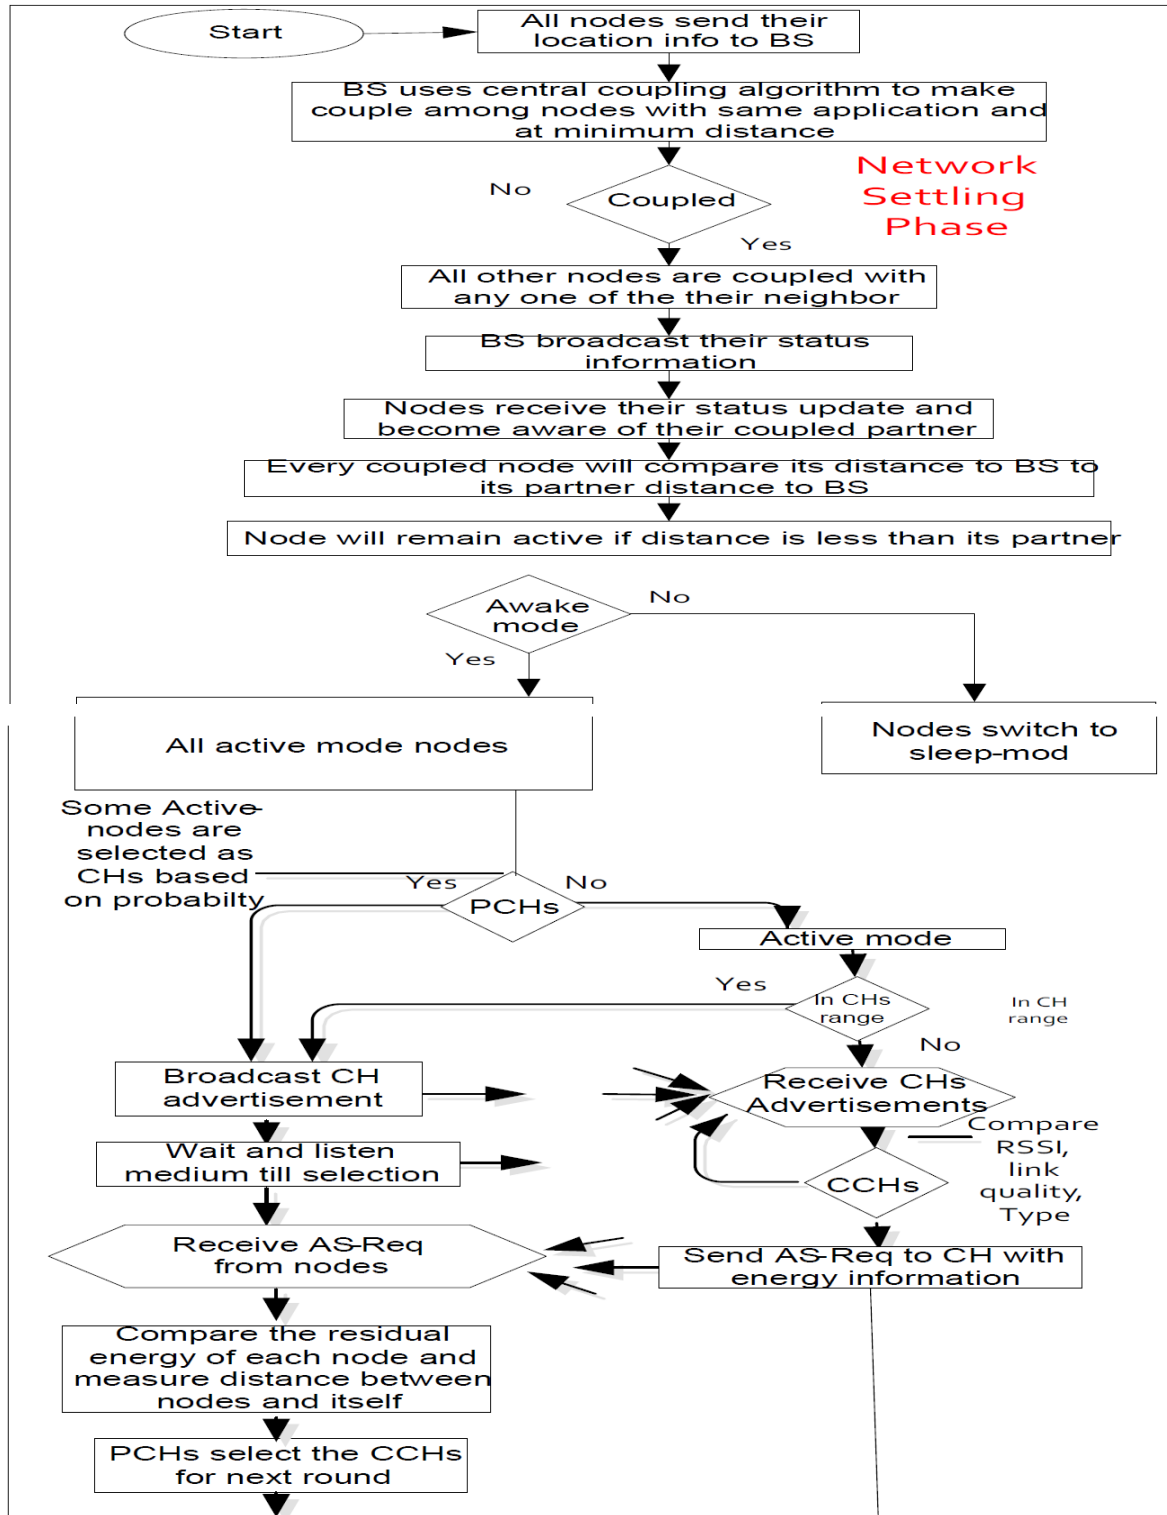 Start
All nodes send their
location info to BS
BS uses central coupling algorithm to make
couple among nodes with same application and
at minimum distance
Network
Settling
Phase
No
Coupled
Yes
All other nodes are coupled with
any one of the their neighbor
BS broadcast their status
information
Nodes receive their status update and
become aware of their coupled partner
Every coupled node will compare its distance to BS to
its partner distance to BS
Node will remain active if distance is less than its partner
Awake
mode
No
Yes
All active mode nodes
Nodes switch to
sleep-mod
Some Active-
nodes are
selected as
CHs based
on probabilty
Yes
No
PCHs
Active mode
Yes
In CHs
range
In CH
range
No
Broadcast CH
advertisement
Receive CHs
Advertisements
Compare
RSSI,
link
quality,
Type
Wait and listen
medium till selection
CCHs
Receive AS-Req
from nodes
Send AS-Req to CH with
energy information
Compare the residual
energy of each node and
measure distance between
nodes and itself
PCHs select the CCHs
for next round